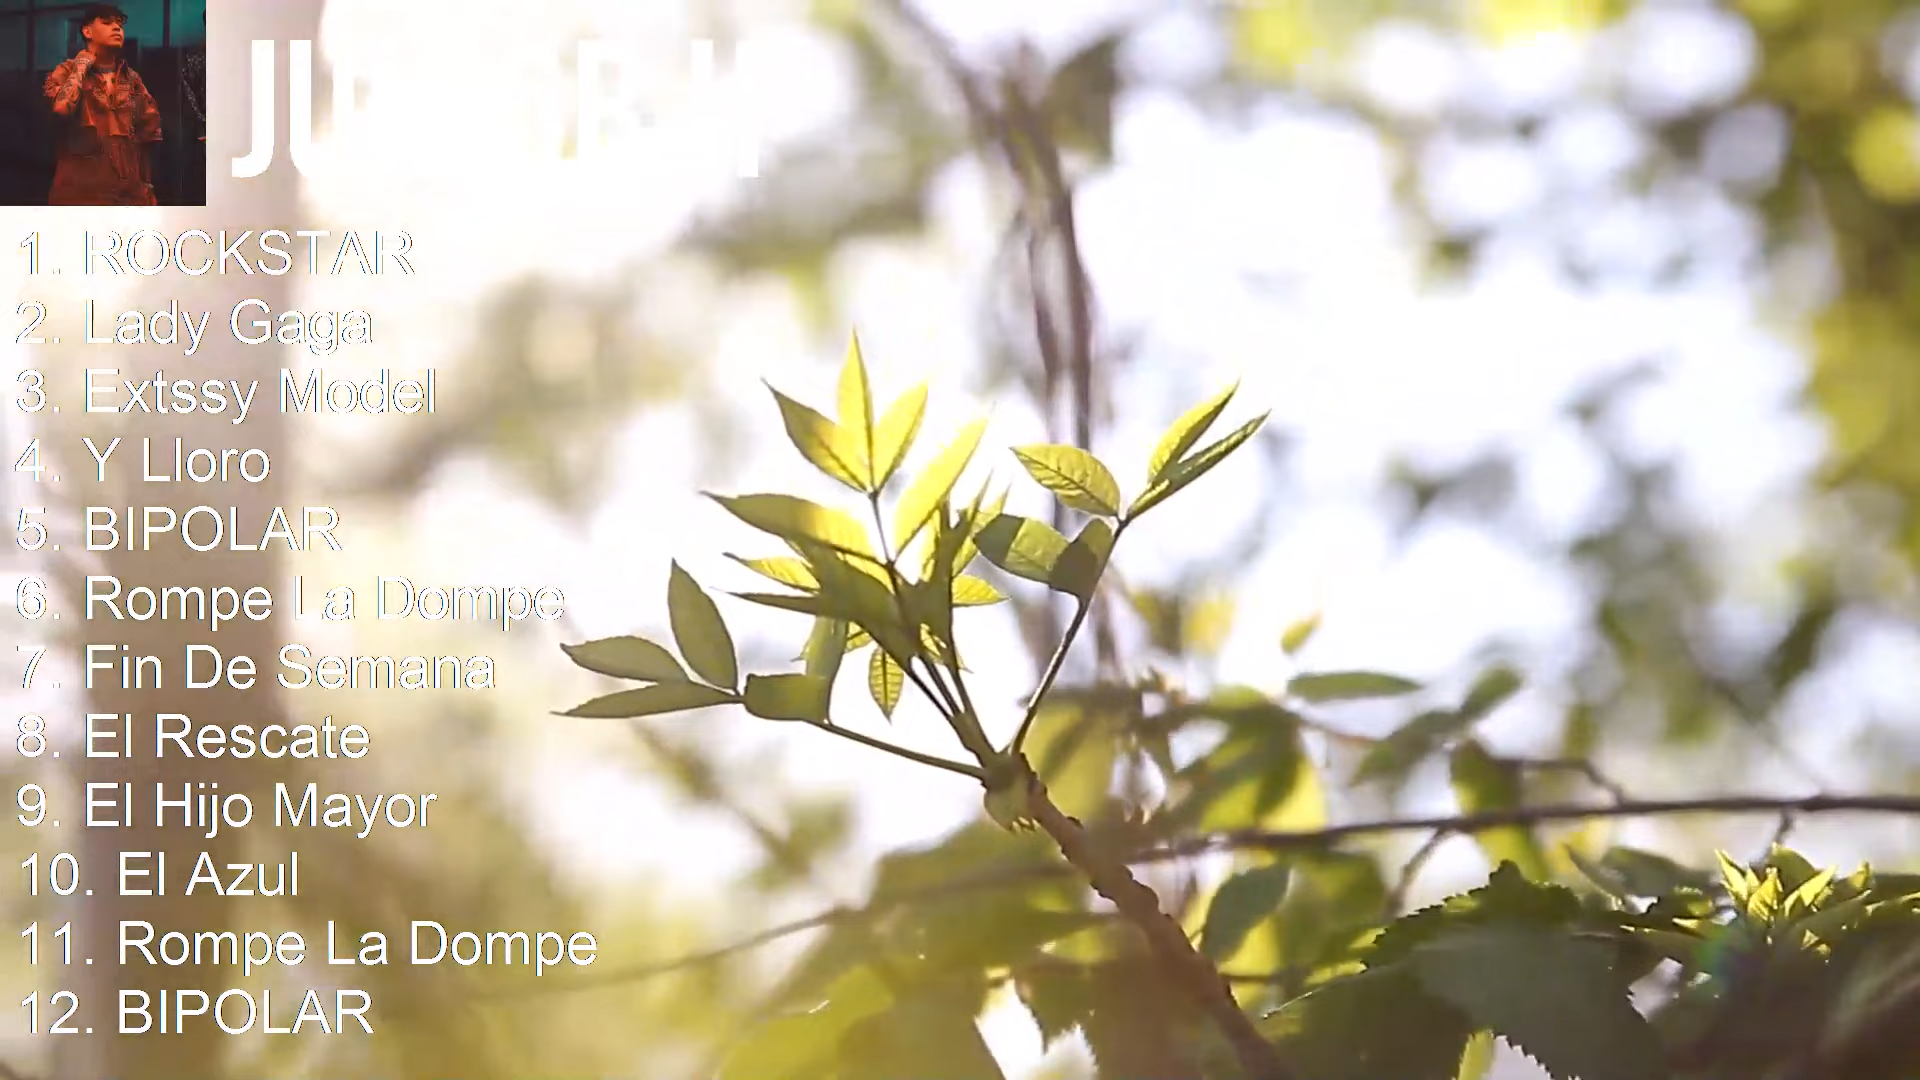 1. ROCKSTAR
2. Lady Gaga
3. Extssy Model
4. Y Lloro
5. BIPOLAR
6. Rompe La Dompe
7. Fin De Semana
8. El Rescate
9. El Hijo Mayor
10. El Azul
11. Rompe La Dompe
12. BIPOLAR